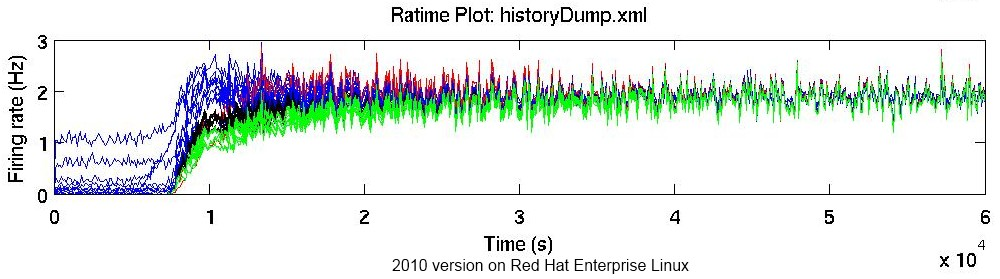 Ratime Plot: historyDump.xml
Firing rate (Hz)
3
2
1
0
0 1 2 3 4 5 6
Time (s)
x 10^4
2010 version on Red Hat Enterprise Linux